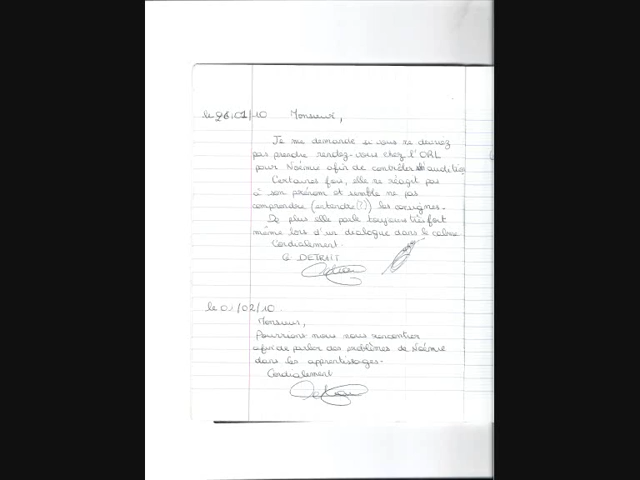 le 26.01/10 Monsieur,
Je me demande si vous ne devriez
pas prendre rendez-vous chez l'ORL
pour Noémie afin de contrôler audition
Certaines fois, elle ne réagit pas
à son prénom et semble ne pas
comprendre (entendre(?)) les consignes.
De plus elle parle toujours très fort
même lors d'un dialogue dans le calme.
Cordialement.
G DETRAIT
le 01/02/10.
Monsieur,
Pourrions nous nous rencontrer
afin de parler des problèmes de Noémie
dans les apprentissages.
Cordialement